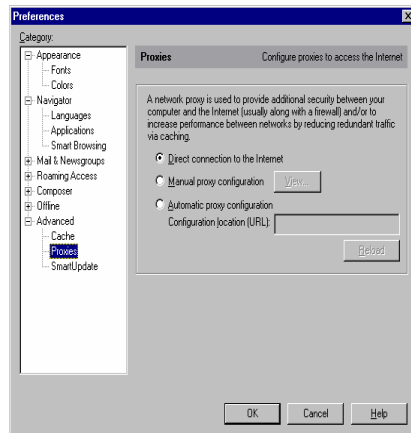 Preferences
Category:
Appearance
Fonts
Colors
Navigator
Languages
Applications
Smart Browsing
Mail & Newsgroups
Roaming Access
Composer
Offline
Advanced
Cache
Proxies
SmartUpdate
Proxies Configure proxies to access the Internet
A network proxy is used to provide additional security between your
computer and the Internet (usually along with a firewall) and/or to
increase performance between networks by reducing redundant traffic
via caching.
Direct connection to the Internet
Manual proxy configuration View...
Automatic proxy configuration
Configuration location (URL):
Reload
OK Cancel Help